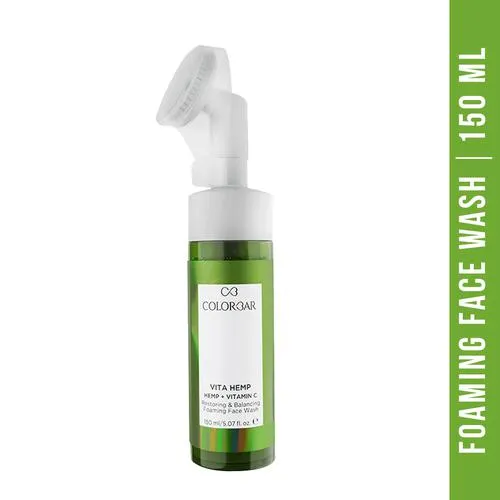 C3
COLORBAR
VITA HEMP
HEMP + VITAMIN C
Restoring & Balancing
Foaming Face Wash
150 ml/5.07 fl. oz. ℮
FOAMING FACE WASH | 150 ML